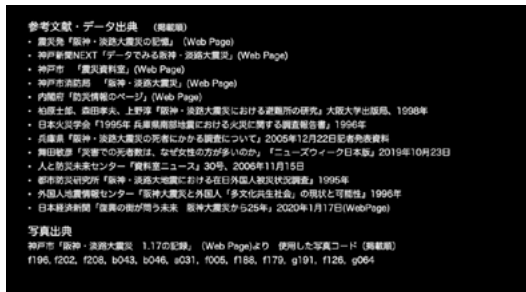 参考文献・データ出典 (掲載順)
・ 震災発「阪神・淡路大震災の記憶」(Web Page)
・ 神戸新聞NEXT「データでみる阪神・淡路大震災」(Web Page)
・ 神戸市 「震災資料室」(Web Page)
・ 神戸市消防局 「阪神・淡路大震災」(Web Page)
・ 内閣府「防災情報のページ」(Web Page)
・ 柏原士郎、森田孝夫、上野淳『阪神・淡路大震災における避難所の研究』大阪大学出版局、1998年
・ 日本火災学会『1995年 兵庫県南部地震における火災に関する調査報告書』1996年
・ 兵庫県「阪神・淡路大震災の死者にかかる調査について」2005年12月22日記者発表資料
・ 舞田敏彦「災害での死者数は、なぜ女性の方が多いのか」『ニューズウィーク日本版』2019年10月23日
・ 人と防災未来センター『資料室ニュース』30号、2006年11月15日
・ 都市防災研究所『阪神・淡路大地震における在日外国人被災状況調査』1995年
・ 外国人地震情報センター『阪神大震災と外国人「多文化共生社会」の現状と可能性』1996年
・ 日本経済新聞「復興の街が問う未来 阪神大震災から25年」2020年1月17日(WebPage)
写真出典
神戸市「阪神・淡路大震災 1.17の記録」(Web Page)より 使用した写真コード (掲載順)
f196, f202, f208, b043, b046, a031, f005, f188, f179, g191, f126, g064